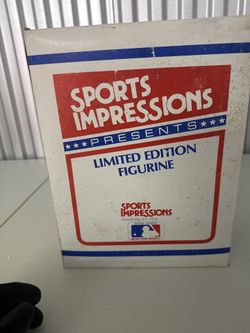 SPORTS
IMPRESSIONS
PRESENTS
LIMITED EDITION
FIGURINE
SPORTS
IMPRESSIONS